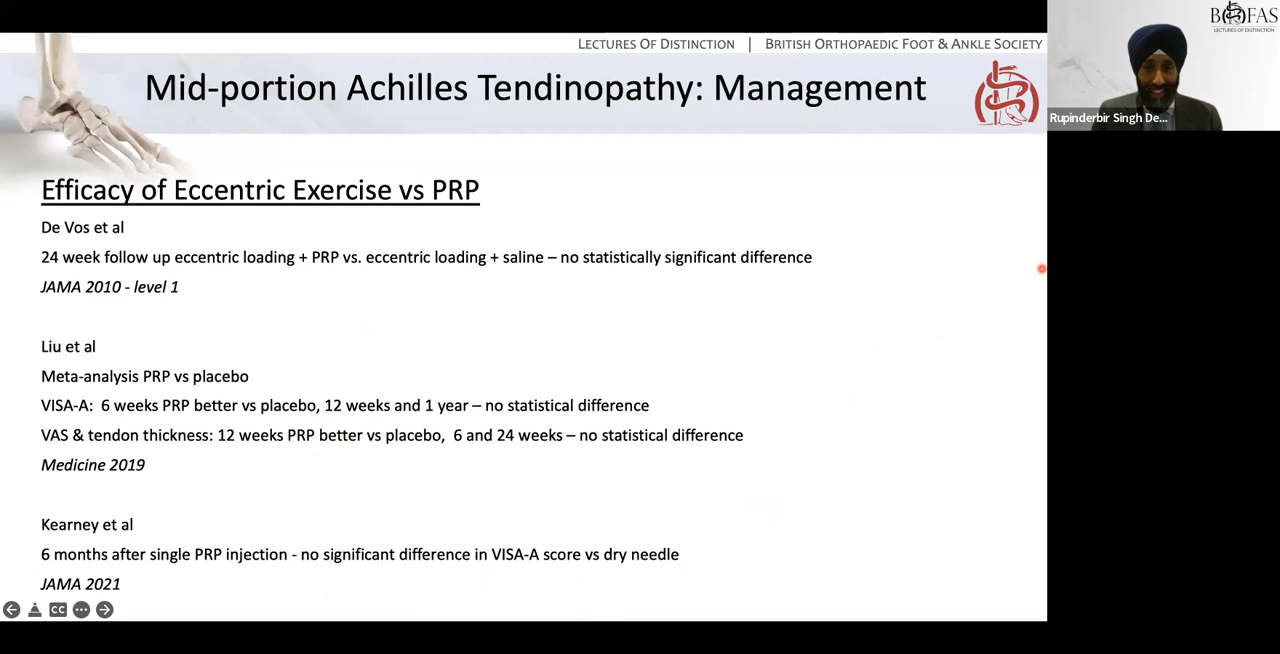 LECTURES OF DISTINCTION | BRITISH ORTHOPAEDIC FOOT & ANKLE SOCIETY
BOFAS
LECTURES OF DISTINCTION
Mid-portion Achilles Tendinopathy: Management
Rupinderbir Singh De...
Efficacy of Eccentric Exercise vs PRP
De Vos et al
24 week follow up eccentric loading + PRP vs. eccentric loading + saline – no statistically significant difference
JAMA 2010 - level 1
Liu et al
Meta-analysis PRP vs placebo
VISA-A: 6 weeks PRP better vs placebo, 12 weeks and 1 year – no statistical difference
VAS & tendon thickness: 12 weeks PRP better vs placebo, 6 and 24 weeks – no statistical difference
Medicine 2019
Kearney et al
6 months after single PRP injection - no significant difference in VISA-A score vs dry needle
JAMA 2021
CC